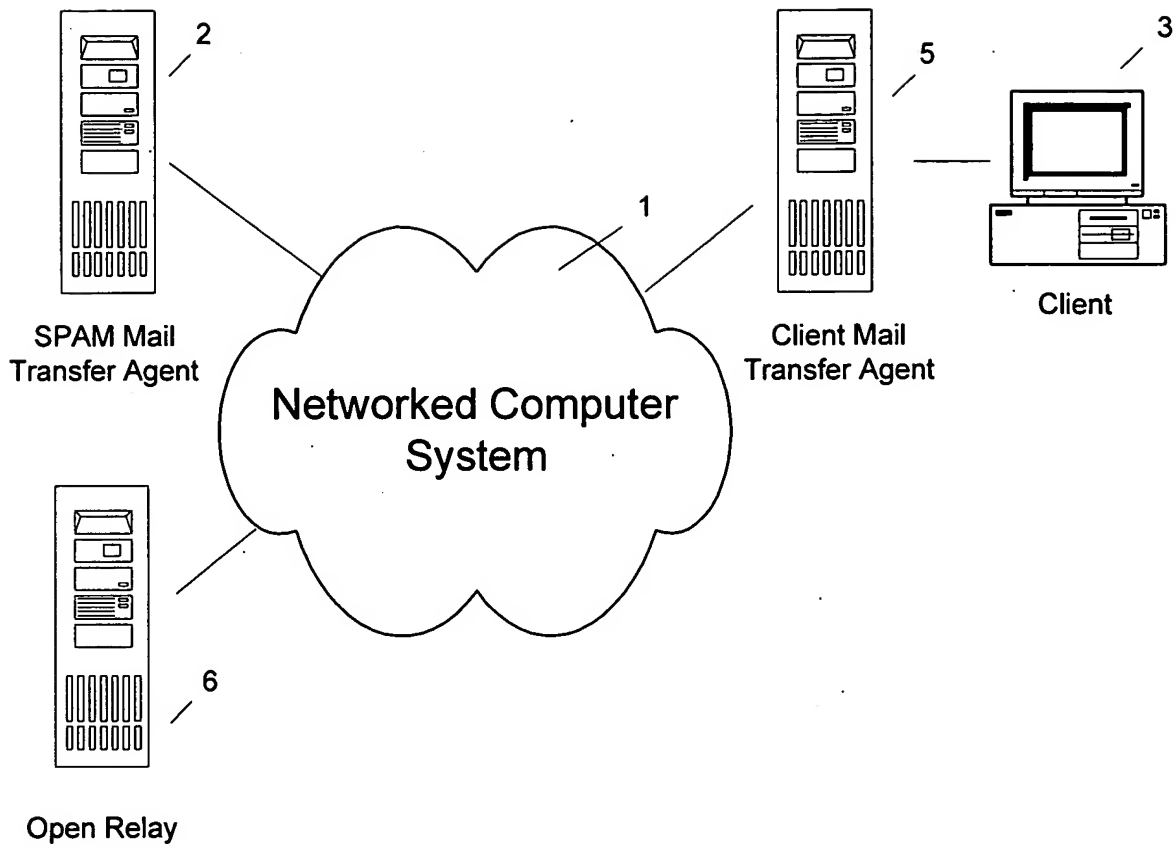 2
5
3
1
SPAM Mail
Transfer Agent
Client Mail
Transfer Agent
Client
Networked Computer
System
6
Open Relay